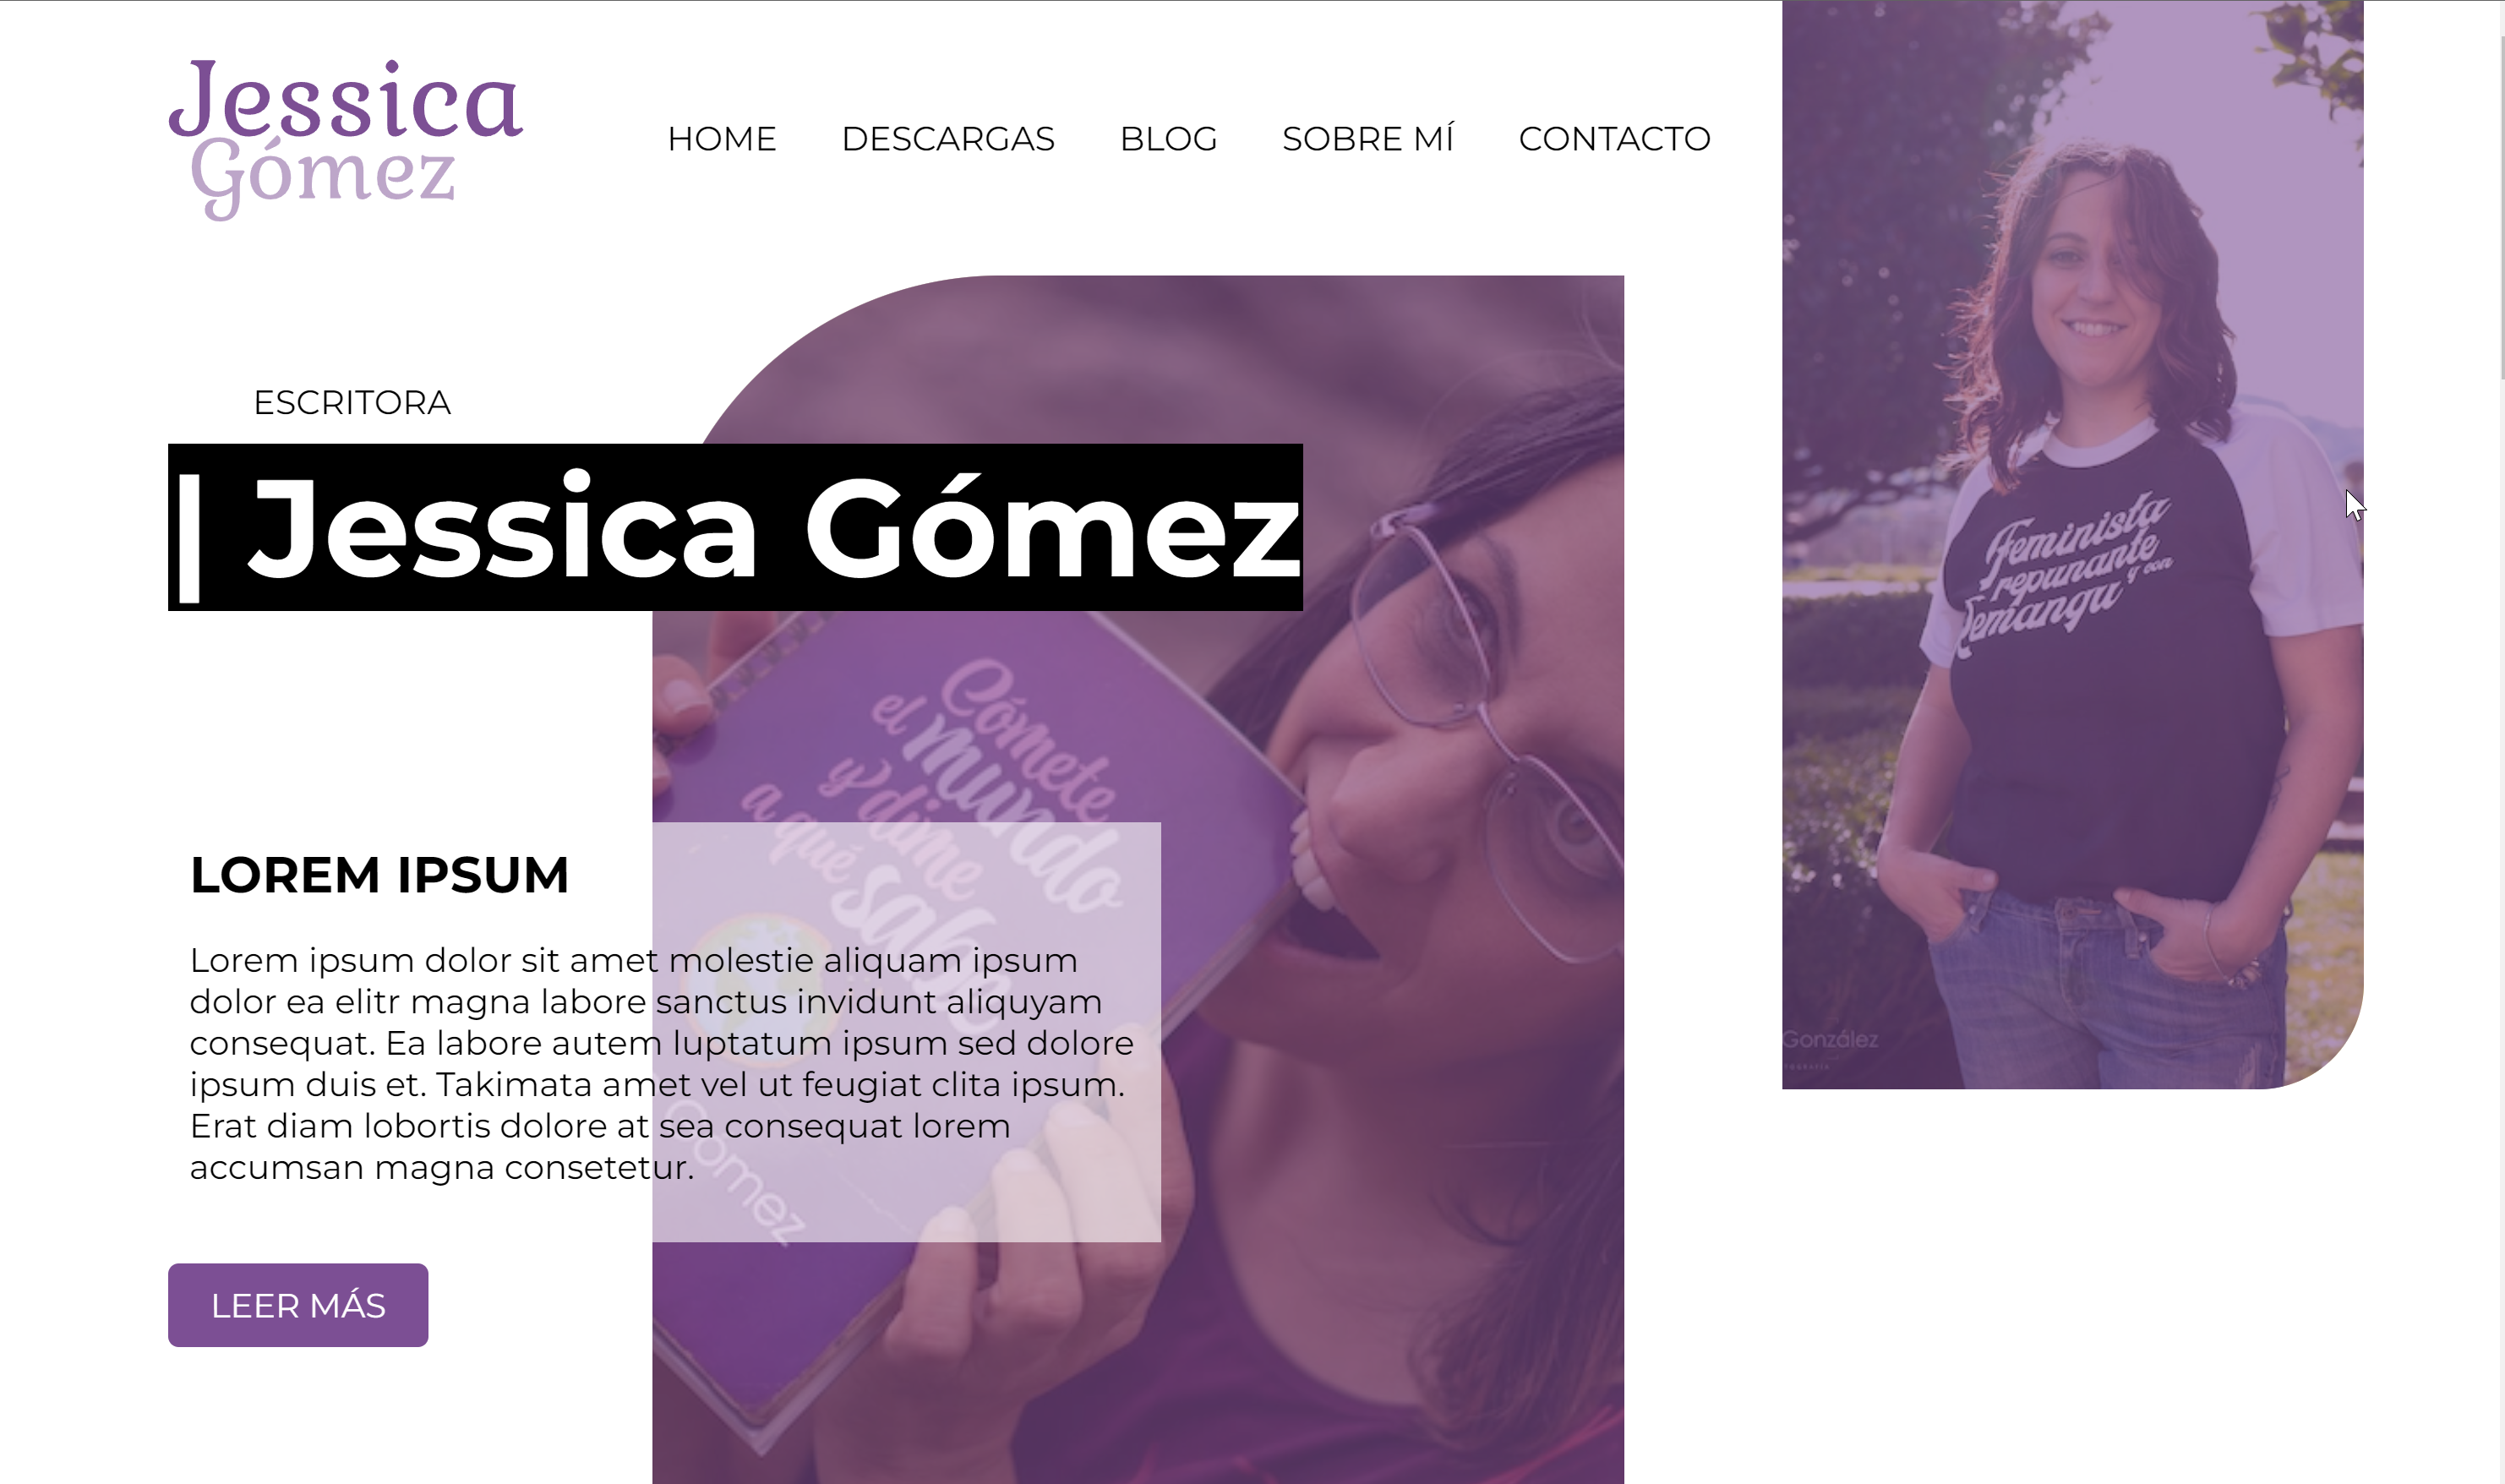 Jessica
Gómez
HOME DESCARGAS BLOG SOBRE MÍ CONTACTO
ESCRITORA
| Jessica Gómez
Feminista
repunante
y con
remangu
Cómete
el mundo
y dime
a qué sabe
Gómez
LOREM IPSUM
Lorem ipsum dolor sit amet molestie aliquam ipsum
dolor ea elitr magna labore sanctus invidunt aliquyam
consequat. Ea labore autem luptatum ipsum sed dolore
ipsum duis et. Takimata amet vel ut feugiat clita ipsum.
Erat diam lobortis dolore at sea consequat lorem
accumsan magna consetetur.
LEER MÁS
González